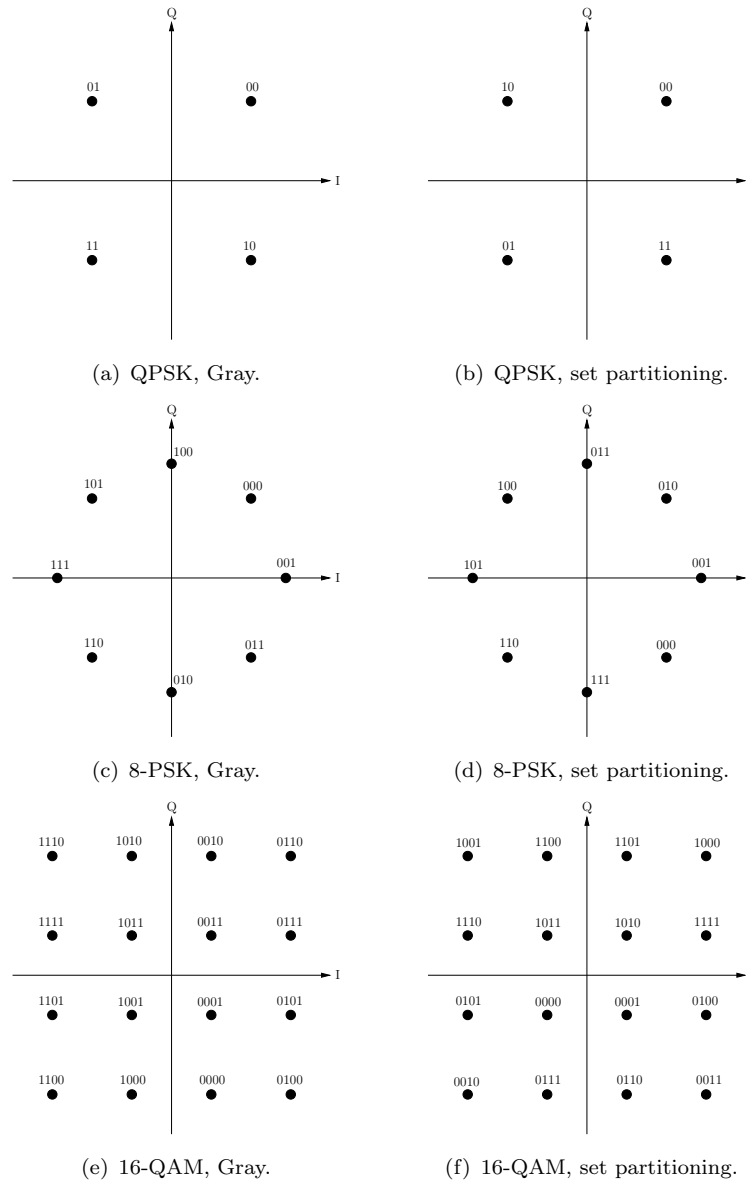 Q Q
01 00 10 00
I
11 10 01 11
(a) QPSK, Gray. (b) QPSK, set partitioning.
Q Q
100 011
101 000 100 010
111 001 I 101 001
110 011 110 000
010 111
(c) 8-PSK, Gray. (d) 8-PSK, set partitioning.
Q Q
1110 1010 0010 0110 1001 1100 1101 1000
1111 1011 0011 0111 1110 1011 1010 1111
I
1101 1001 0001 0101 0101 0000 0001 0100
1100 1000 0000 0100 0010 0111 0110 0011
(e) 16-QAM, Gray. (f) 16-QAM, set partitioning.